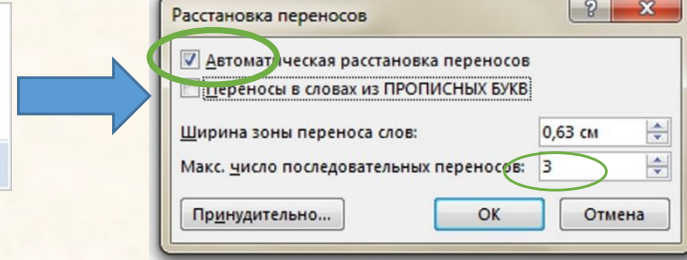 Расстановка переносов
Автоматическая расстановка переносов
Переносы в словах из ПРОПИСНЫХ БУКВ
Ширина зоны переноса слов: 0,63 см
Макс. число последовательных переносов: 3
Принудительно... ОК Отмена